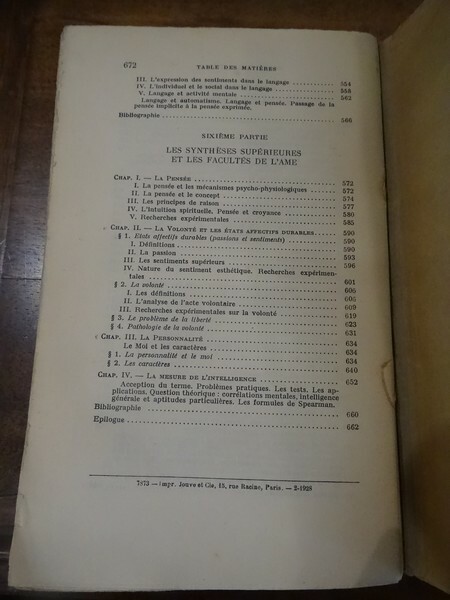 672 TABLE DES MATIÈRES
III. L'expression des sentiments dans le langage 554
IV. L'individuel et le social dans le langage 558
V. Langage et activité mentale 562
Langage et automatisme. Langage et pensée. Passage de la
pensée implicite à la pensée exprimée.
Bibliographie 566
SIXIÈME PARTIE
LES SYNTHÈSES SUPÉRIEURES
ET LES FACULTÉS DE L'AME
CHAP. I. — LA PENSÉE 572
I. La pensée et les mécanismes psycho-physiologiques 572
II. La pensée et le concept 574
III. Les principes de raison 577
IV. L'intuition spirituelle, Pensée et croyance 580
V. Recherches expérimentales 585
CHAP. II. — LA VOLONTÉ ET LES ÉTATS AFFECTIFS DURABLES 590
§ 1. Etats affectifs durables (passions et sentiments) 590
I. Définitions 590
II. La passion 593
III. Les sentiments supérieurs 596
IV. Nature du sentiment esthétique. Recherches expérimen-
tales 601
§ 2. La volonté 606
I. Les définitions 608
II. L'analyse de l'acte volontaire 609
III. Recherches expérimentales sur la volonté 619
§ 3. Le problème de la liberté 623
§ 4. Pathologie de la volonté 631
CHAP. III. LA PERSONNALITÉ 634
Le Moi et les caractères 634
§ 1. La personnalité et le moi 634
§ 2. Les caractères 640
CHAP. IV. — LA MESURE DE L'INTELLIGENCE 652
Acception du terme. Problèmes pratiques. Les tests. Les ap-
plications. Question théorique : corrélations mentales, intelligence
générale et aptitudes particulières. Les formules de Spearman.
Bibliographie 660
Epilogue 662
7873 — Impr. Jouve et Cie, 15, rue Racine, Paris. — 2-1928